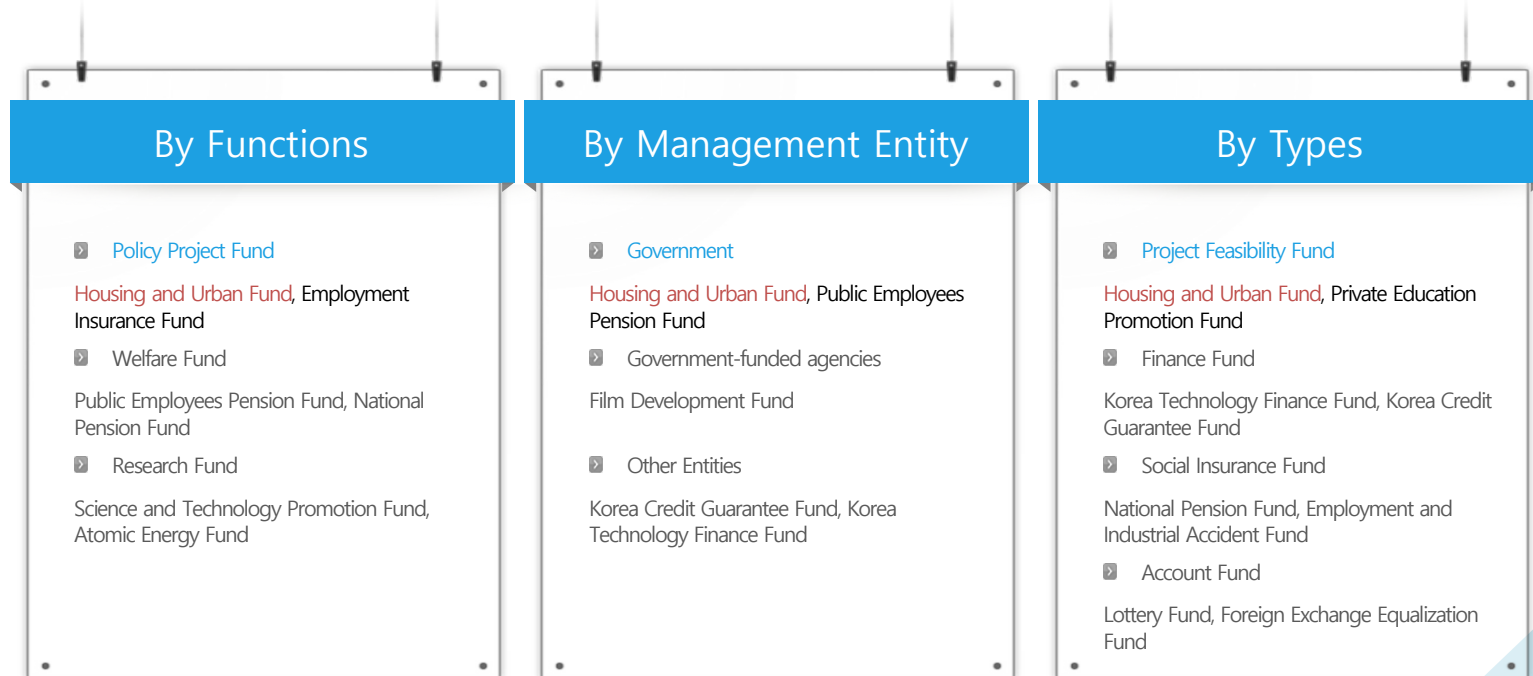 By Functions
Policy Project Fund
Housing and Urban Fund, Employment
Insurance Fund
Welfare Fund
Public Employees Pension Fund, National
Pension Fund
Research Fund
Science and Technology Promotion Fund,
Atomic Energy Fund
By Management Entity
Government
Housing and Urban Fund, Public Employees
Pension Fund
Government-funded agencies
Film Development Fund
Other Entities
Korea Credit Guarantee Fund, Korea
Technology Finance Fund
By Types
Project Feasibility Fund
Housing and Urban Fund, Private Education
Promotion Fund
Finance Fund
Korea Technology Finance Fund, Korea Credit
Guarantee Fund
Social Insurance Fund
National Pension Fund, Employment and
Industrial Accident Fund
Account Fund
Lottery Fund, Foreign Exchange Equalization
Fund